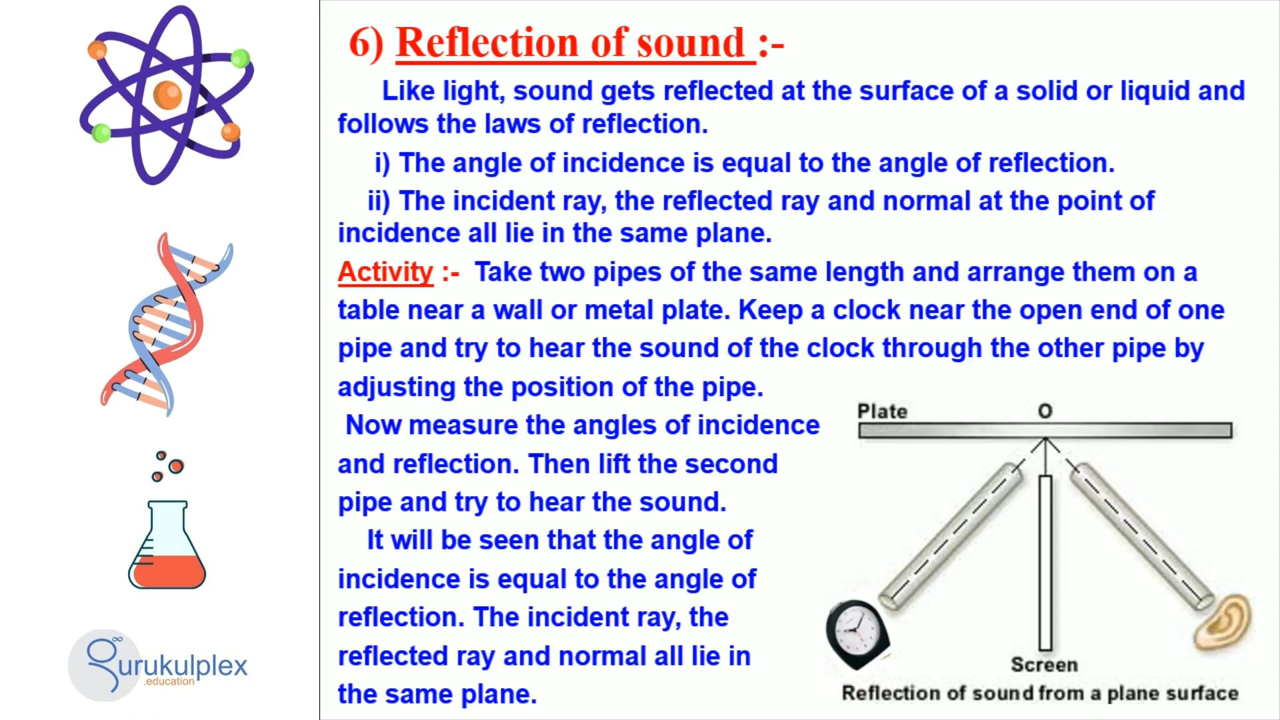 6) Reflection of sound :-
Like light, sound gets reflected at the surface of a solid or liquid and
follows the laws of reflection.
i) The angle of incidence is equal to the angle of reflection.
ii) The incident ray, the reflected ray and normal at the point of
incidence all lie in the same plane.
Activity :- Take two pipes of the same length and arrange them on a
table near a wall or metal plate. Keep a clock near the open end of one
pipe and try to hear the sound of the clock through the other pipe by
adjusting the position of the pipe.
Now measure the angles of incidence
and reflection. Then lift the second
pipe and try to hear the sound.
It will be seen that the angle of
incidence is equal to the angle of
reflection. The incident ray, the
reflected ray and normal all lie in
the same plane.
Plate O
Screen
Reflection of sound from a plane surface
gurukulplex
.education